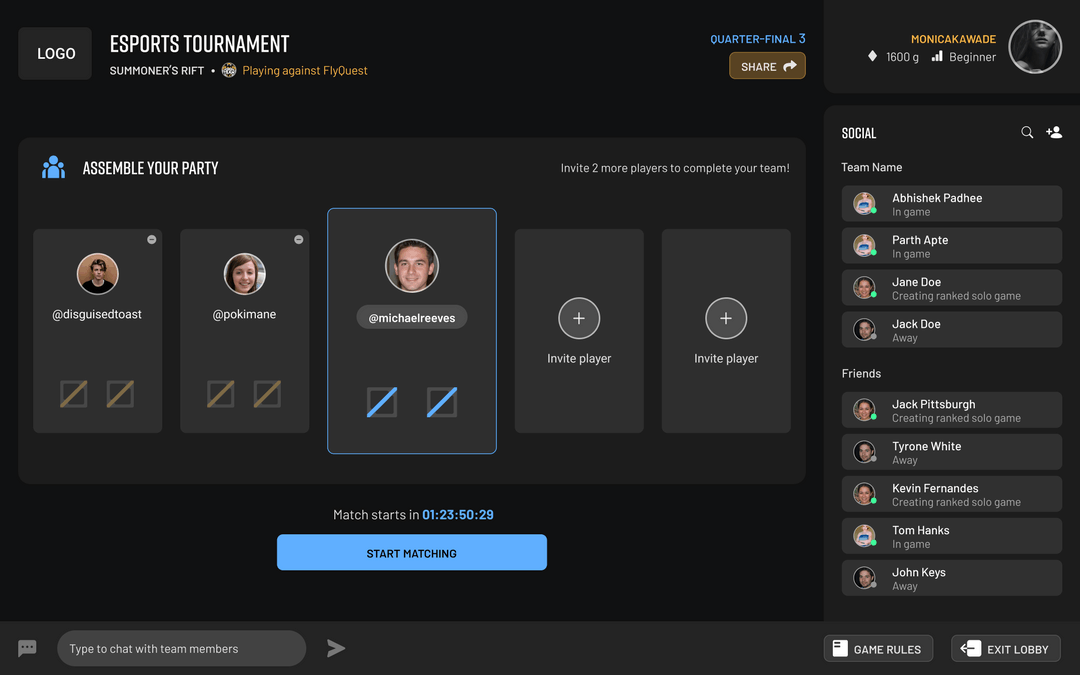 LOGO
ESPORTS TOURNAMENT
SUMMONER'S RIFT • Playing against FlyQuest
QUARTER-FINAL 3
SHARE
MONICAKAWADE
1600 g Beginner
ASSEMBLE YOUR PARTY
Invite 2 more players to complete your team!
@disguisedtoast
@pokimane
@michaelreeves
Invite player
Invite player
Match starts in 01:23:50:29
START MATCHING
SOCIAL
Team Name
Abhishek Padhee
In game
Parth Apte
In game
Jane Doe
Creating ranked solo game
Jack Doe
Away
Friends
Jack Pittsburgh
Creating ranked solo game
Tyrone White
Away
Kevin Fernandes
Creating ranked solo game
Tom Hanks
In game
John Keys
Away
Type to chat with team members
GAME RULES
EXIT LOBBY